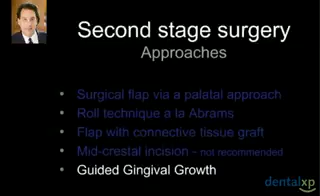 Second stage surgery
Approaches
• Surgical flap via a palatal approach
• Roll technique a la Abrams
• Flap with connective tissue graft
• Mid-crestal incision - not recommended
• Guided Gingival Growth
dentalxp